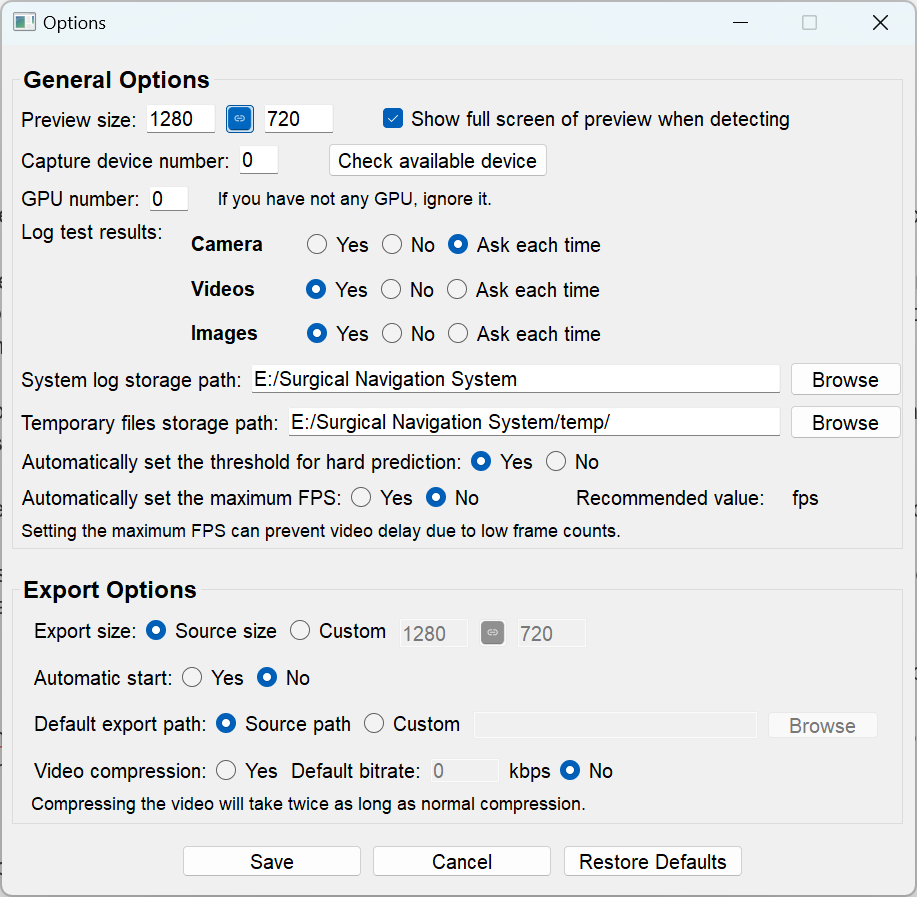 Options
General Options
Preview size: 1280 720 Show full screen of preview when detecting
Capture device number: 0 Check available device
GPU number: 0 If you have not any GPU, ignore it.
Log test results:
Camera Yes No Ask each time
Videos Yes No Ask each time
Images Yes No Ask each time
System log storage path: E:/Surgical Navigation System Browse
Temporary files storage path: E:/Surgical Navigation System/temp/ Browse
Automatically set the threshold for hard prediction: Yes No
Automatically set the maximum FPS: Yes No Recommended value: fps
Setting the maximum FPS can prevent video delay due to low frame counts.
Export Options
Export size: Source size Custom 1280 720
Automatic start: Yes No
Default export path: Source path Custom Browse
Video compression: Yes Default bitrate: 0 kbps No
Compressing the video will take twice as long as normal compression.
Save Cancel Restore Defaults